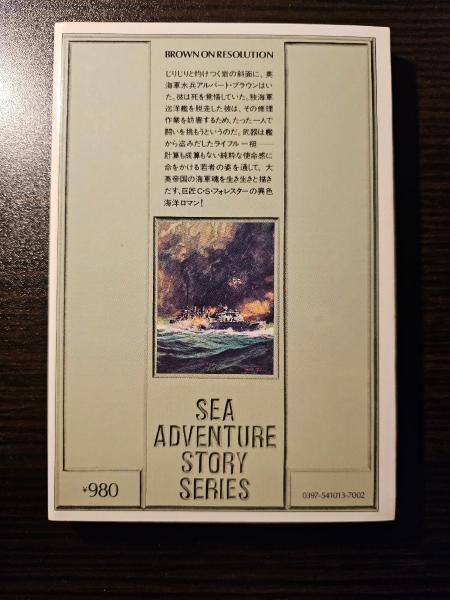 BROWN ON RESOLUTION
じりじりと灼けつく岩の斜面に、英
海軍水兵アルバート・ブラウンはい
た。彼は死を覚悟していた。独海軍
巡洋艦を脱走した彼は、その修理
作業を妨害するため、たった一人で
闘いを挑もうというのだ。武器は艦
から盗みだしたライフル一梃――
計算も成算もない純粋な使命感に
命をかける若者の姿を通して、大
英帝国の海軍魂を生き生きと描き
だす、巨匠C・S・フォレスターの異色
海洋ロマン!
SEA
ADVENTURE
STORY
SERIES
¥980
0397-541013-7002